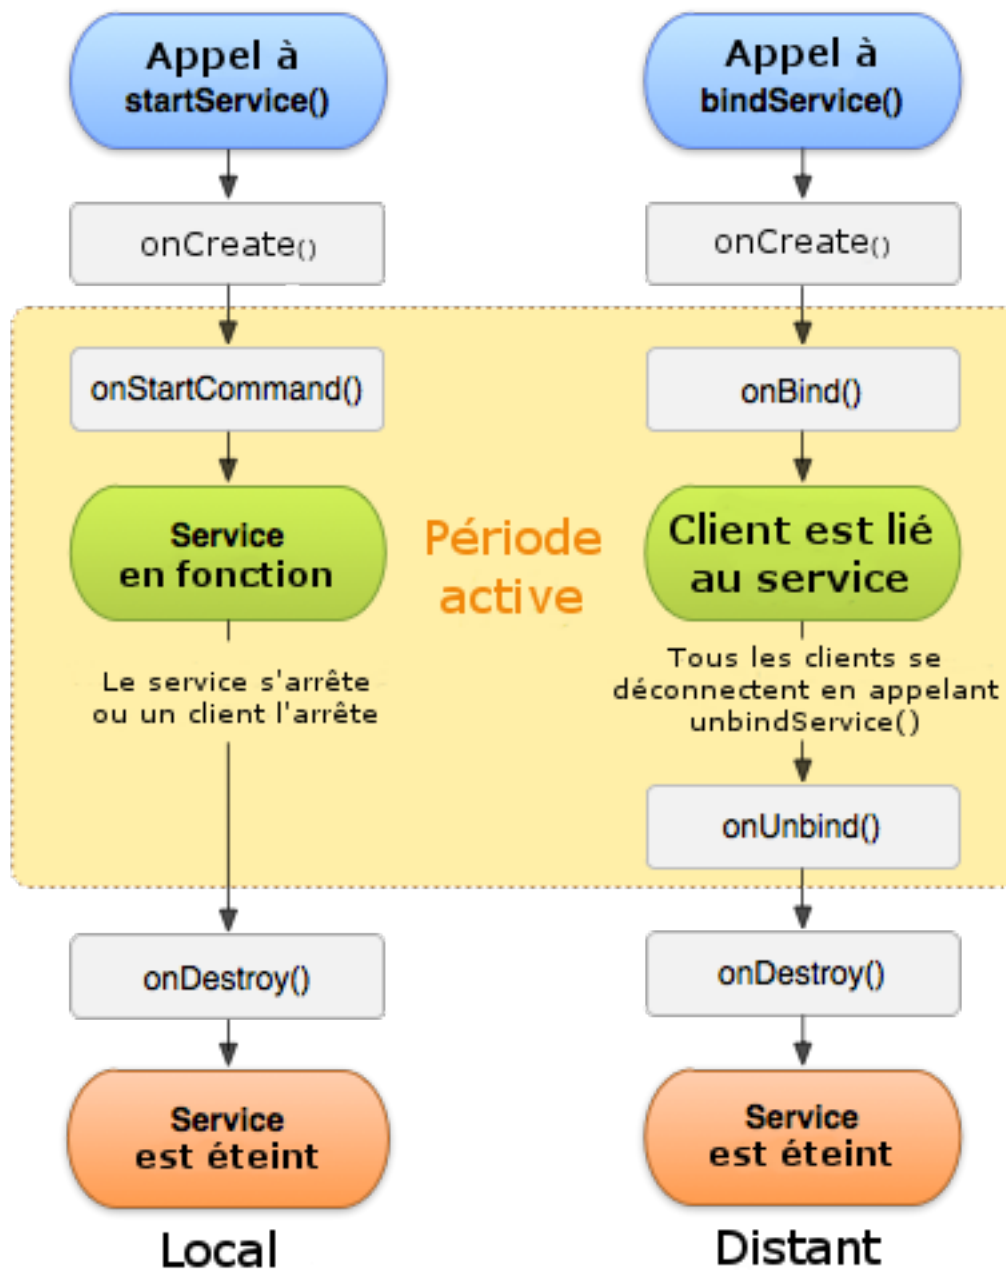 Appel à
startService()
onCreate()
onStartCommand()
Service
en fonction
Le service s'arrête
ou un client l'arrête
onDestroy()
Service
est éteint
Local
Période
active
Appel à
bindService()
onCreate()
onBind()
Client est lié
au service
Tous les clients se
déconnectent en appelant
unbindService()
onUnbind()
onDestroy()
Service
est éteint
Distant